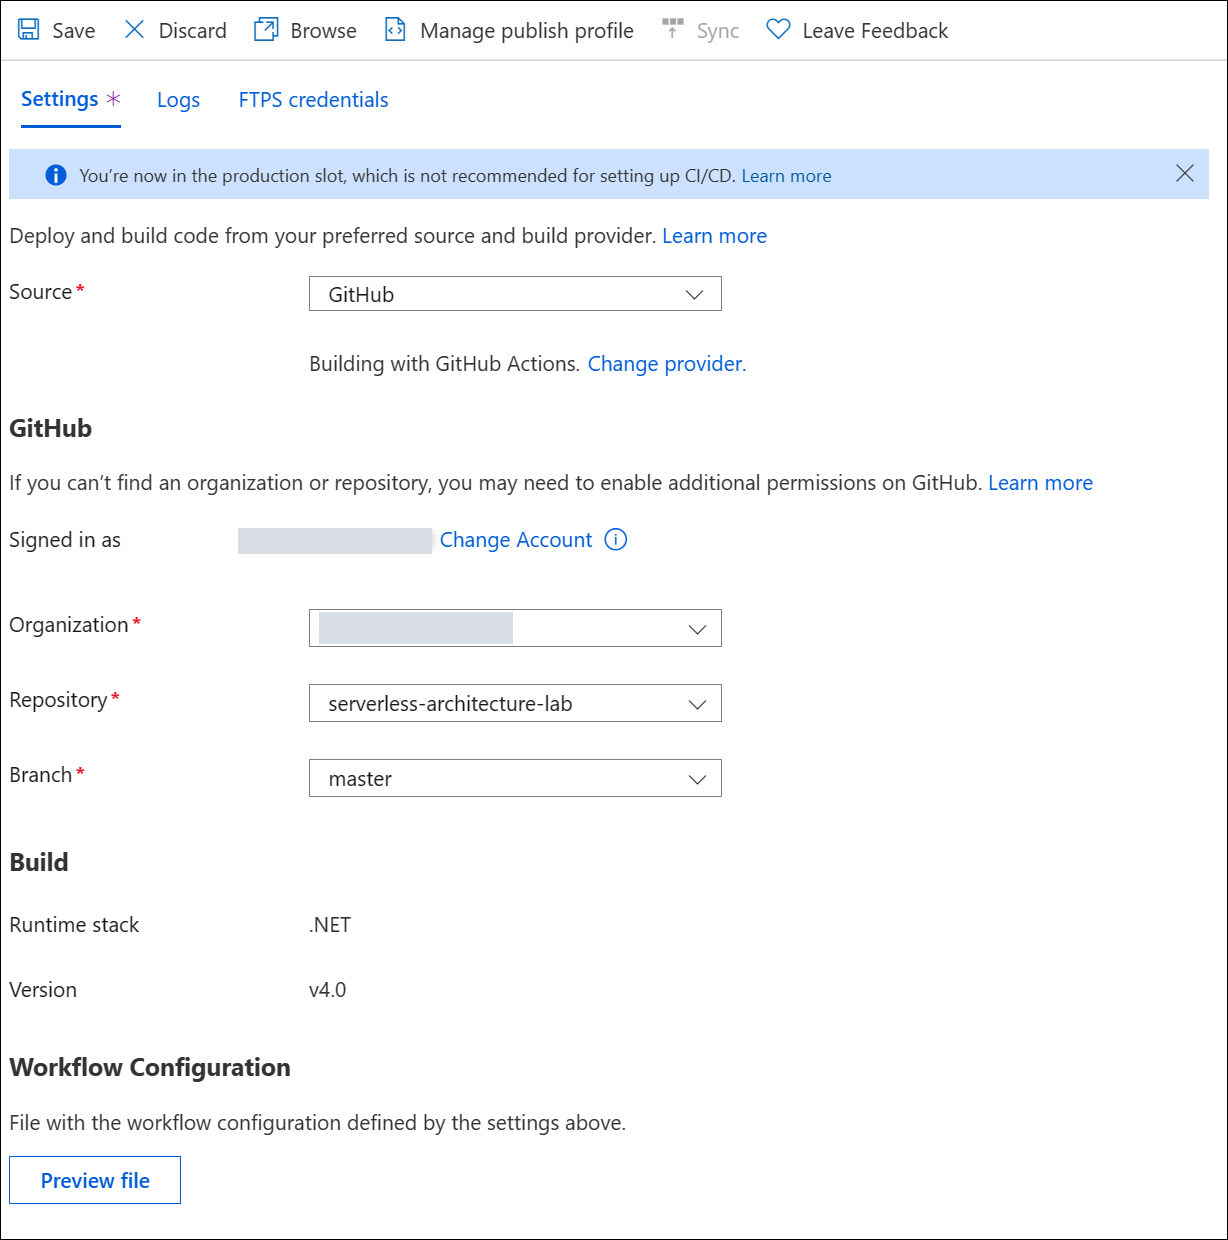 Save Discard Browse Manage publish profile Sync Leave Feedback
Settings * Logs FTPS credentials
You're now in the production slot, which is not recommended for setting up CI/CD. Learn more
Deploy and build code from your preferred source and build provider. Learn more
Source* GitHub
Building with GitHub Actions. Change provider.
GitHub
If you can't find an organization or repository, you may need to enable additional permissions on GitHub. Learn more
Signed in as Change Account
Organization*
Repository* serverless-architecture-lab
Branch* master
Build
Runtime stack .NET
Version v4.0
Workflow Configuration
File with the workflow configuration defined by the settings above.
Preview file